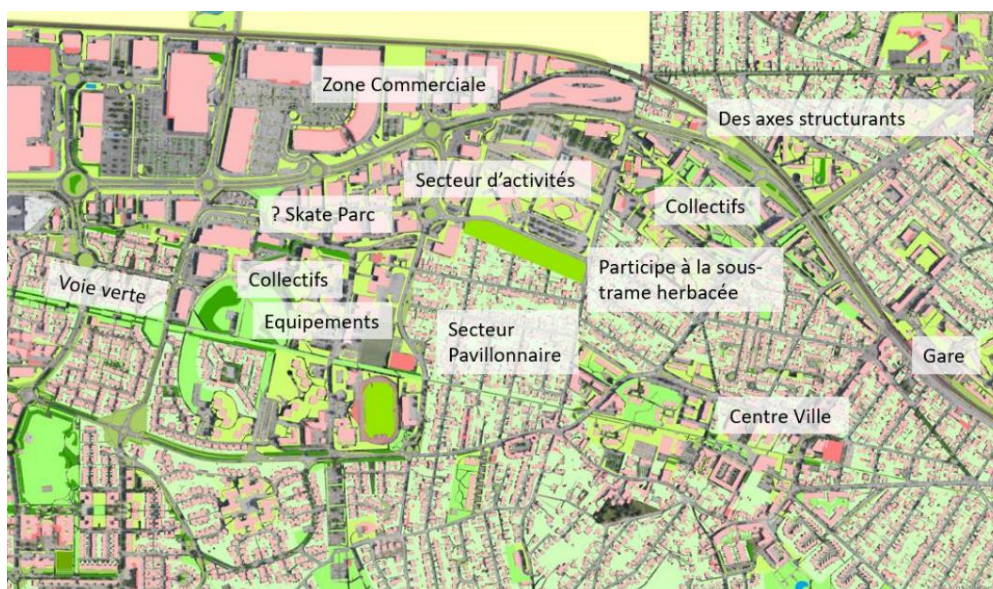 Zone Commerciale
Des axes structurants
Secteur d’activités
? Skate Parc
Collectifs
Collectifs
Participe à la sous-
trame herbacée
Voie verte
Equipements
Secteur
Pavillonnaire
Gare
Centre Ville